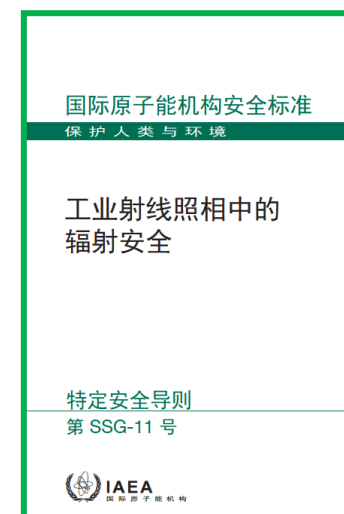 国际原子能机构安全标准
保护人类与环境
工业射线照相中的
辐射安全
特定安全导则
第 SSG-11 号
IAEA
国际原子能机构